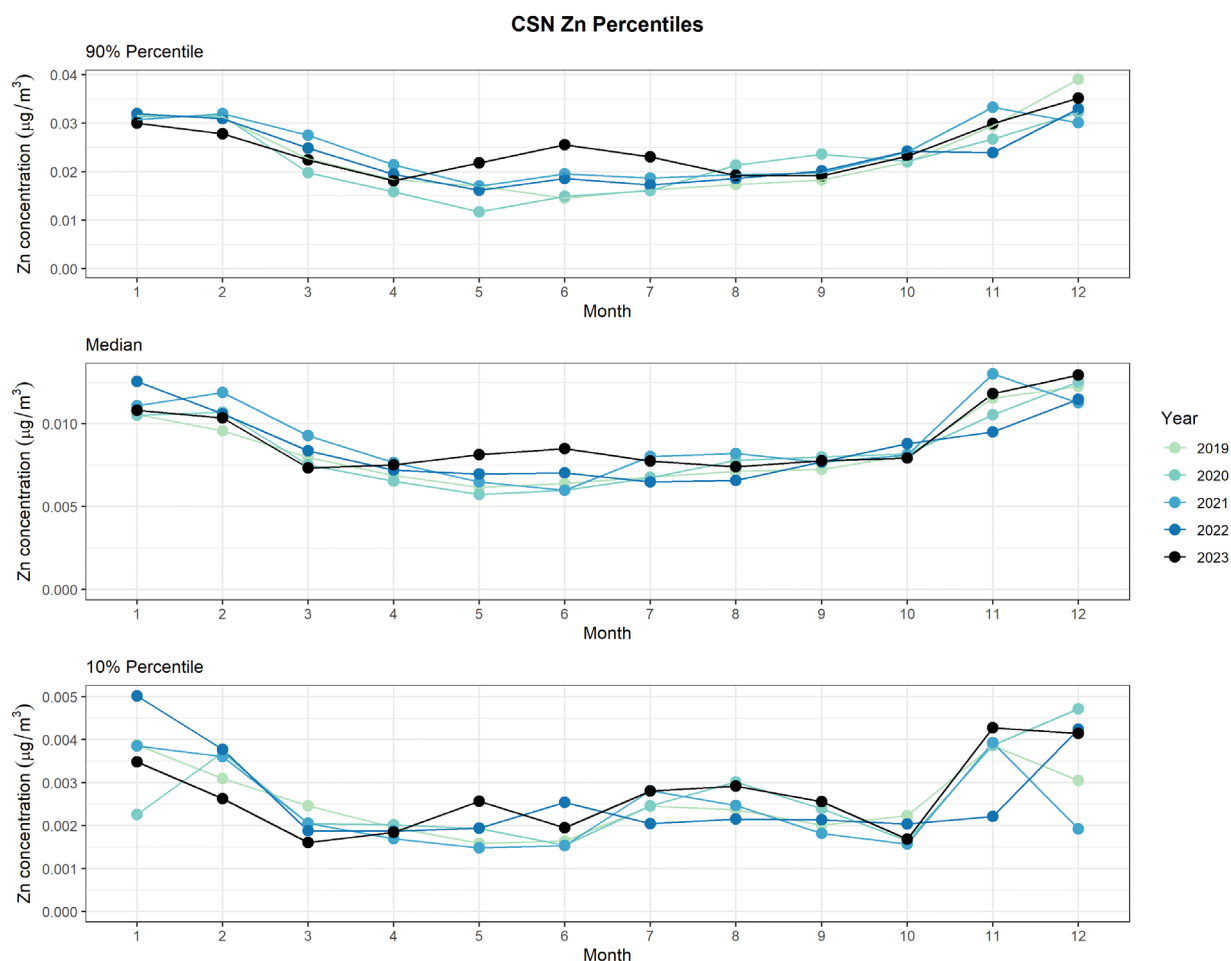 CSN Zn Percentiles
90% Percentile
Zn concentration (µg/m³)
0.04
0.03
0.02
0.01
0.00
1 2 3 4 5 6 7 8 9 10 11 12
Month
Median
Zn concentration (µg/m³)
0.010
0.005
0.000
1 2 3 4 5 6 7 8 9 10 11 12
Month
Year
2019
2020
2021
2022
2023
10% Percentile
Zn concentration (µg/m³)
0.005
0.004
0.003
0.002
0.001
0.000
1 2 3 4 5 6 7 8 9 10 11 12
Month